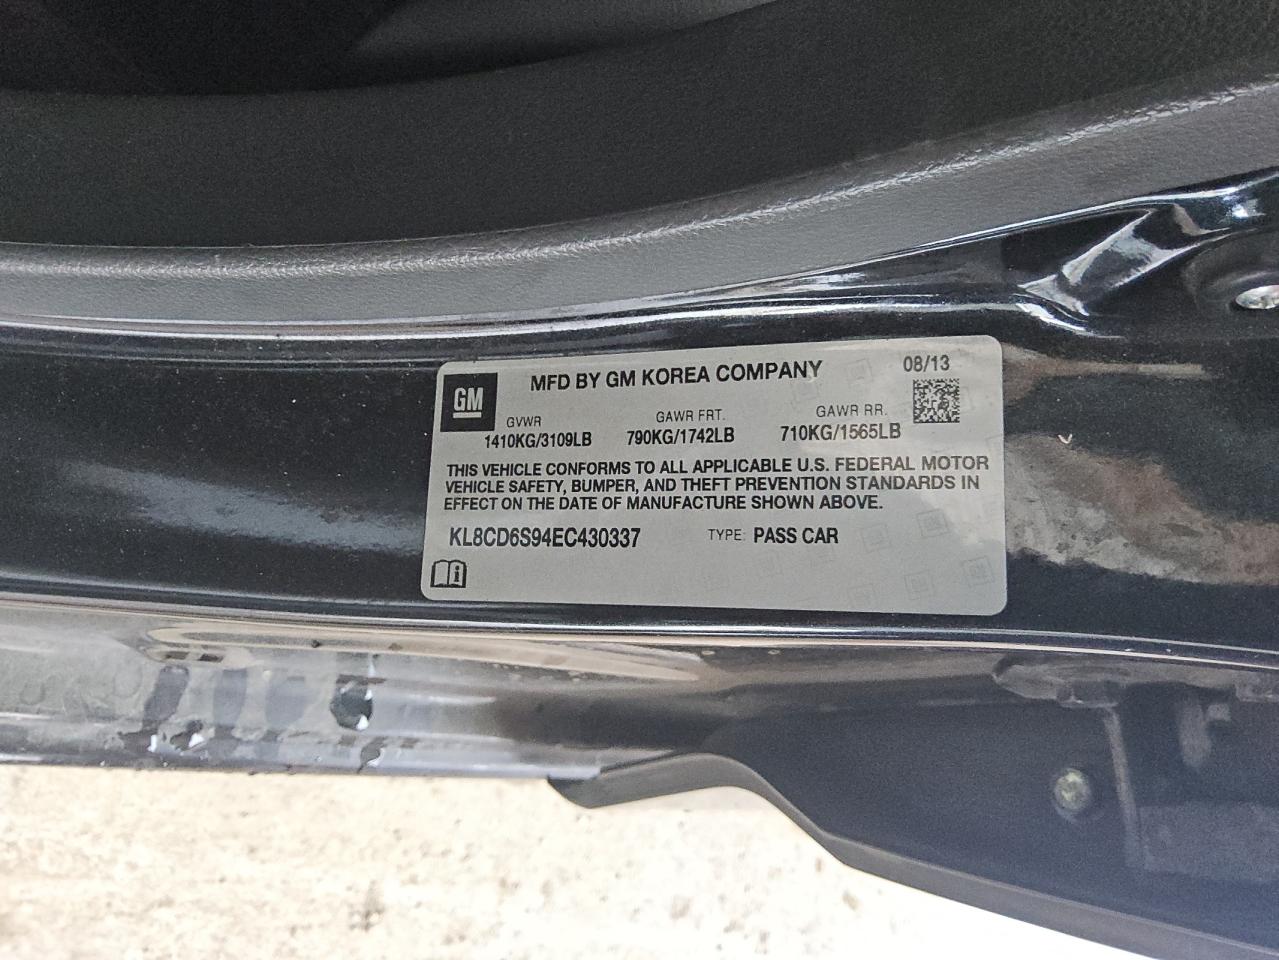 GM
MFD BY GM KOREA COMPANY
08/13
GVWR GAWR FRT. GAWR RR.
1410KG/3109LB 790KG/1742LB 710KG/1565LB
THIS VEHICLE CONFORMS TO ALL APPLICABLE U.S. FEDERAL MOTOR
VEHICLE SAFETY, BUMPER, AND THEFT PREVENTION STANDARDS IN
EFFECT ON THE DATE OF MANUFACTURE SHOWN ABOVE.
KL8CD6S94EC430337 TYPE: PASS CAR